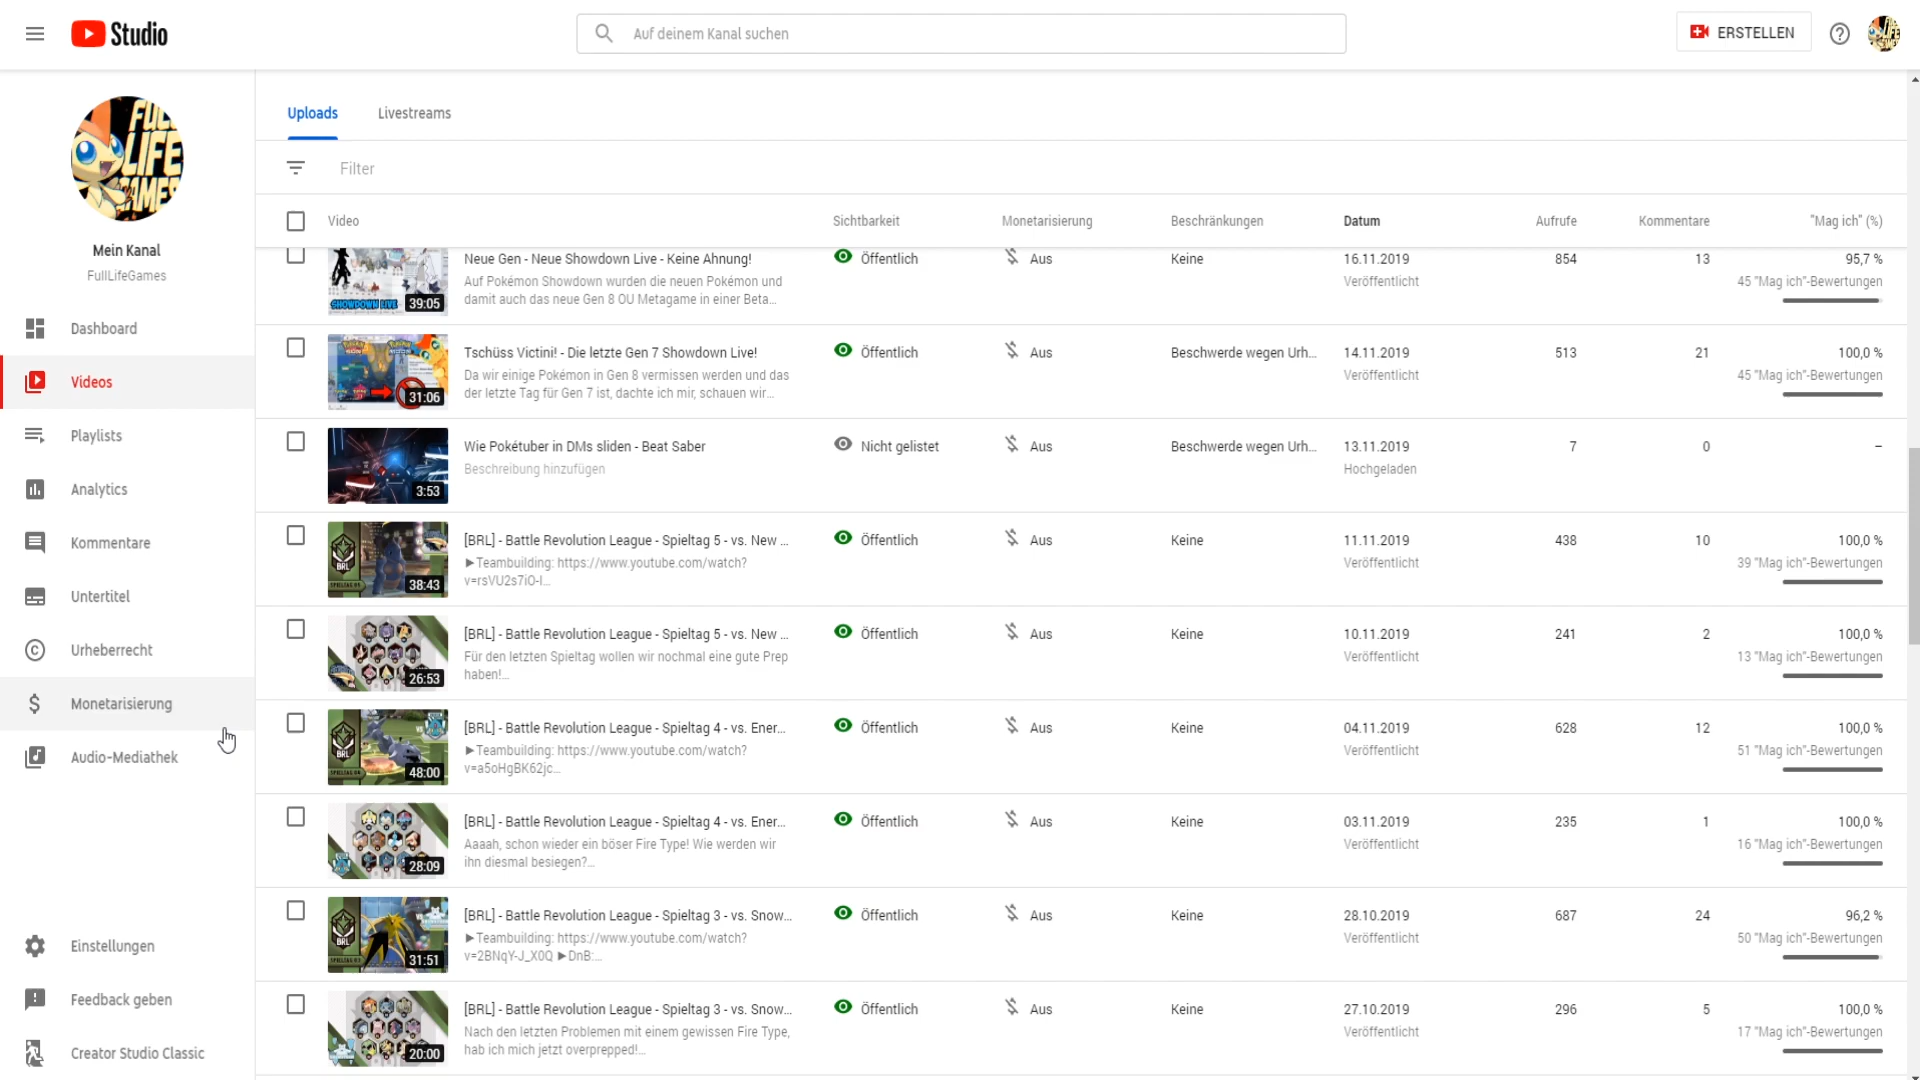 Studio
Auf deinem Kanal suchen
ERSTELLEN
FULL
LIFE
GAMES
Mein Kanal
FullLifeGames
Dashboard
Videos
Playlists
Analytics
Kommentare
Untertitel
Urheberrecht
Monetarisierung
Audio-Mediathek
Einstellungen
Feedback geben
Creator Studio Classic
Uploads Livestreams
Filter
Video Sichtbarkeit Monetarisierung Beschränkungen Datum Aufrufe Kommentare "Mag ich" (%)
SHOWDOWN LIVE 39:05
Neue Gen - Neue Showdown Live - Keine Ahnung! Öffentlich Aus Keine 16.11.2019 854 13 95,7 %
Auf Pokémon Showdown wurden die neuen Pokémon und Veröffentlicht 45 "Mag ich"-Bewertungen
damit auch das neue Gen 8 OU Metagame in einer Beta...
31:06
Tschüss Victini! - Die letzte Gen 7 Showdown Live! Öffentlich Aus Beschwerde wegen Urh... 14.11.2019 513 21 100,0 %
Da wir einige Pokémon in Gen 8 vermissen werden und das Veröffentlicht 45 "Mag ich"-Bewertungen
der letzte Tag für Gen 7 ist, dachte ich mir, schauen wir...
3:53
Wie Pokétuber in DMs sliden - Beat Saber Nicht gelistet Aus Beschwerde wegen Urh... 13.11.2019 7 0 –
Beschreibung hinzufügen Hochgeladen
BRL 38:43
[BRL] - Battle Revolution League - Spieltag 5 - vs. New ... Öffentlich Aus Keine 11.11.2019 438 10 100,0 %
►Teambuilding: https://www.youtube.com/watch? Veröffentlicht 39 "Mag ich"-Bewertungen
v=rsVU2s7iO-I...
26:53
[BRL] - Battle Revolution League - Spieltag 5 - vs. New ... Öffentlich Aus Keine 10.11.2019 241 2 100,0 %
Für den letzten Spieltag wollen wir nochmal eine gute Prep Veröffentlicht 13 "Mag ich"-Bewertungen
haben!...
BRL 48:00
[BRL] - Battle Revolution League - Spieltag 4 - vs. Ener... Öffentlich Aus Keine 04.11.2019 628 12 100,0 %
►Teambuilding: https://www.youtube.com/watch? Veröffentlicht 51 "Mag ich"-Bewertungen
v=a5oHgBK62jc...
28:09
[BRL] - Battle Revolution League - Spieltag 4 - vs. Ener... Öffentlich Aus Keine 03.11.2019 235 1 100,0 %
Aaaah, schon wieder ein böser Fire Type! Wie werden wir Veröffentlicht 16 "Mag ich"-Bewertungen
ihn diesmal besiegen?...
BRL 31:51
[BRL] - Battle Revolution League - Spieltag 3 - vs. Snow... Öffentlich Aus Keine 28.10.2019 687 24 96,2 %
►Teambuilding: https://www.youtube.com/watch? Veröffentlicht 50 "Mag ich"-Bewertungen
v=2BNqY-J_X0Q ►DnB:...
20:00
[BRL] - Battle Revolution League - Spieltag 3 - vs. Snow... Öffentlich Aus Keine 27.10.2019 296 5 100,0 %
Nach den letzten Problemen mit einem gewissen Fire Type, Veröffentlicht 17 "Mag ich"-Bewertungen
hab ich mich jetzt overprepped!...